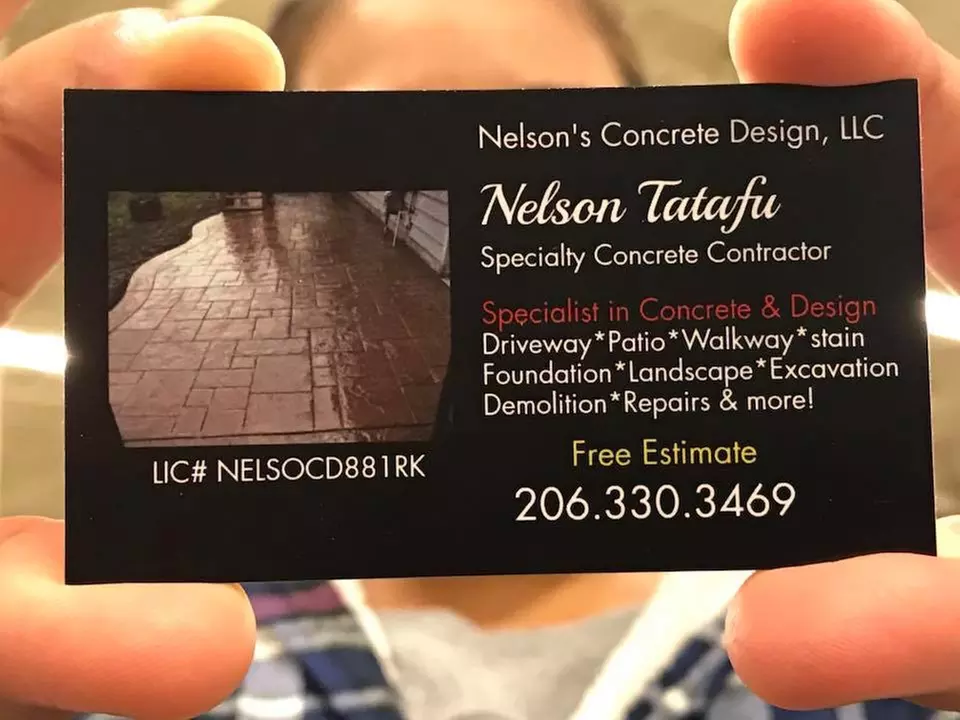 Nelson's Concrete Design, LLC
Nelson Tatafu
Specialty Concrete Contractor
Specialist in Concrete & Design
Driveway*Patio*Walkway*stain
Foundation*Landscape*Excavation
Demolition*Repairs & more!
Free Estimate
206.330.3469
LIC# NELSOCD881RK